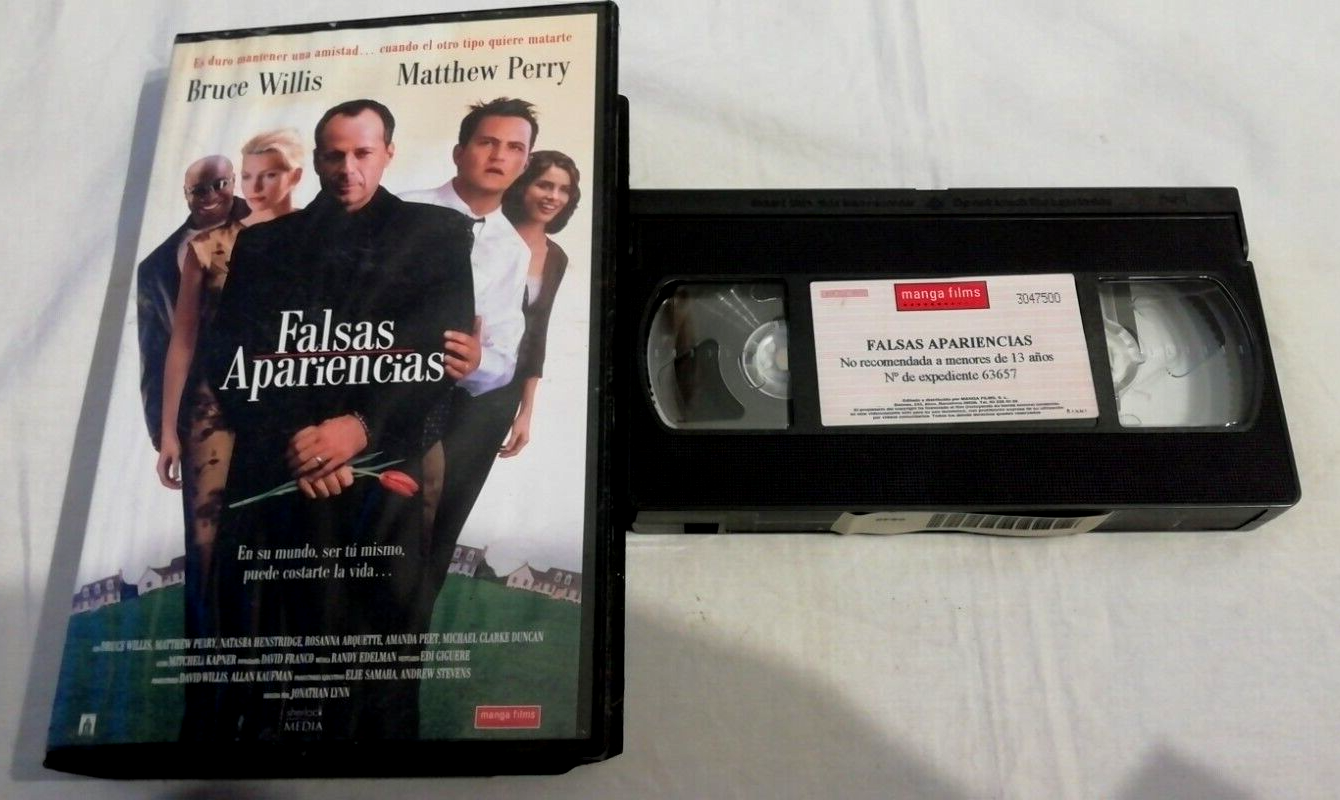 Es duro mantener una amistad... cuando el otro tipo quiere matarte
Bruce Willis Matthew Perry
Falsas
Apariencias
En su mundo, ser tú mismo,
puede costarte la vida...
BRUCE WILLIS, MATTHEW PERRY, NATASHA HENSTRIDGE, ROSANNA ARQUETTE, AMANDA PEET, MICHAEL CLARKE DUNCAN
MITCHELL KAPNER DAVID FRANCO RANDY EDELMAN EDI GIGUERE
DAVID WILLIS, ALLAN KAUFMAN ELIE SAMAHA, ANDREW STEVENS
JONATHAN LYNN
sherlock
MEDIA
manga films
manga films
3047500
FALSAS APARIENCIAS
No recomendada a menores de 13 años
Nº de expediente 63657